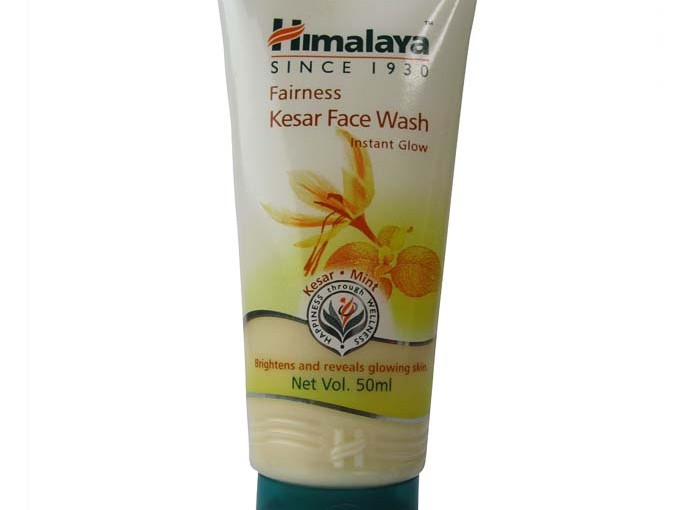 Himalaya™
SINCE 1930
Fairness
Kesar Face Wash
Instant Glow
Kesar • Mint
HAPPINESS through WELLNESS
Brightens and reveals glowing skin.
Net Vol. 50ml
H